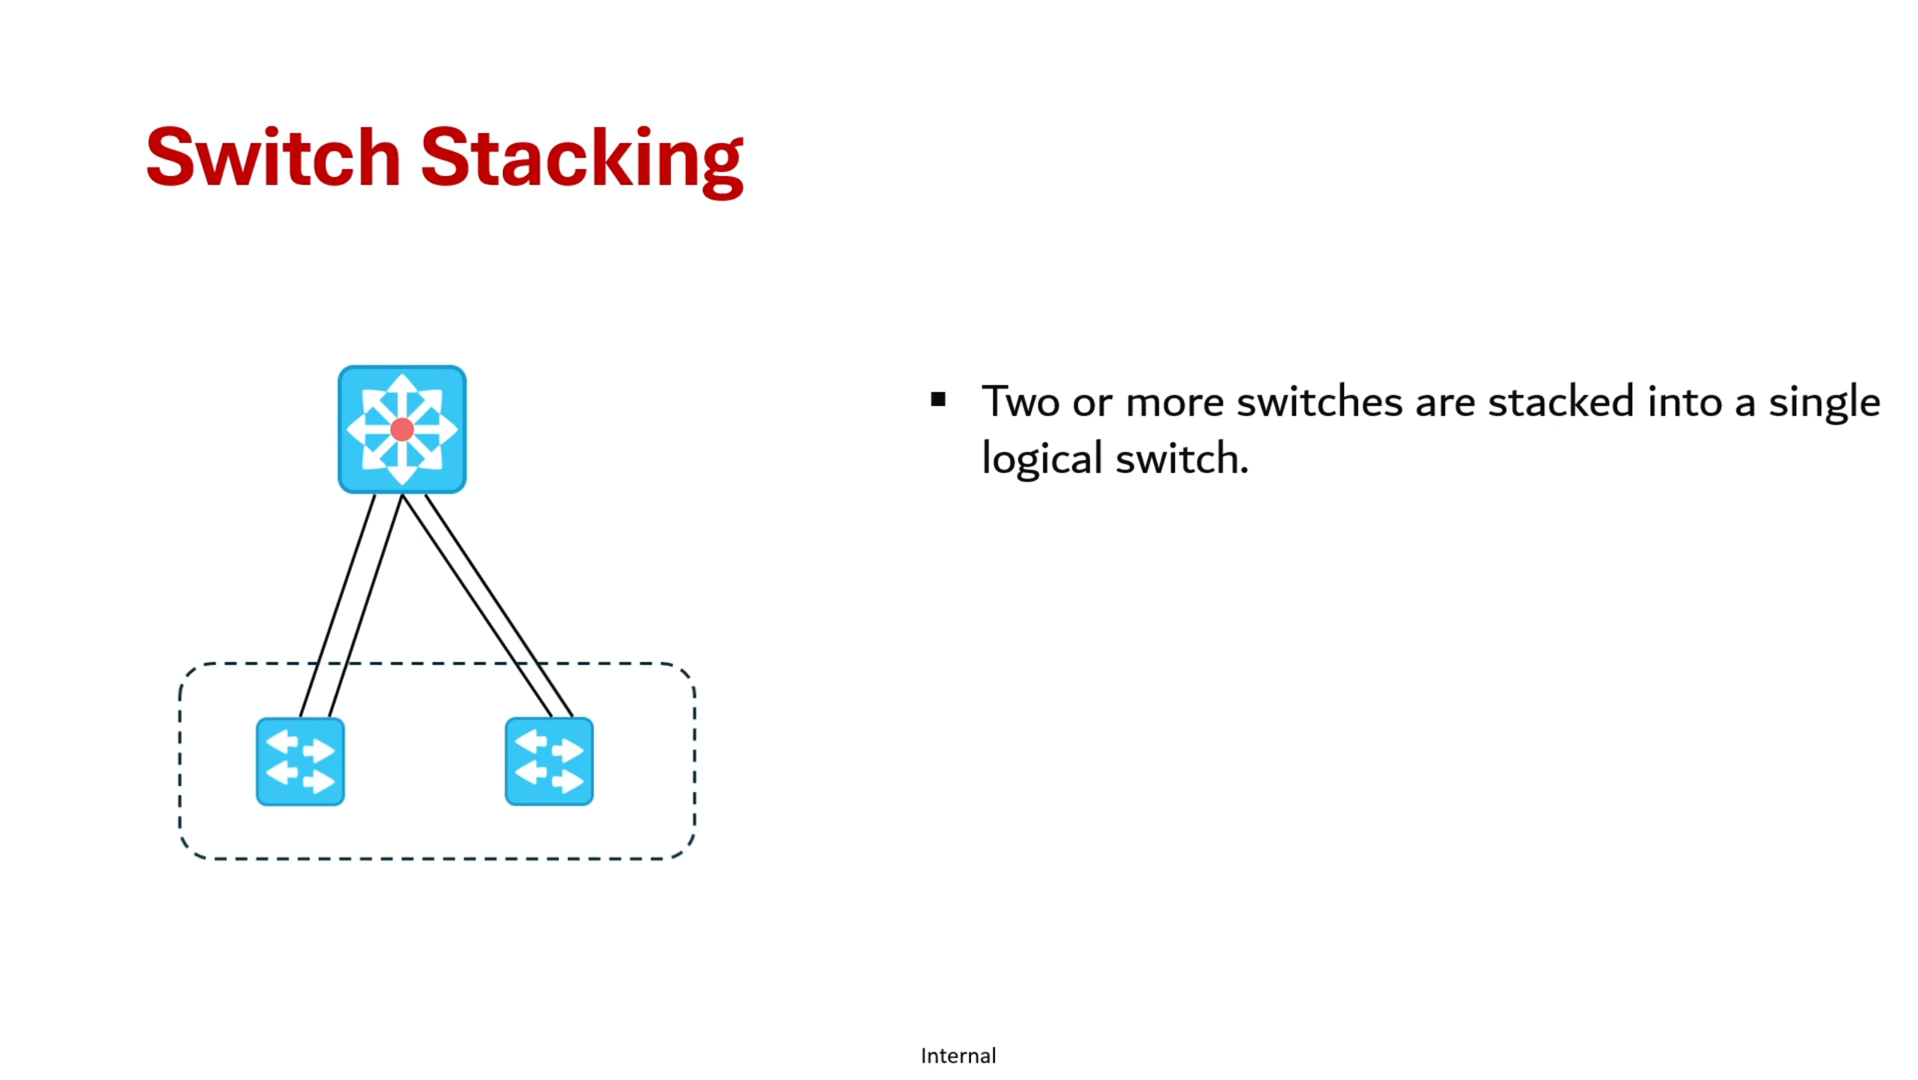 Switch Stacking
▪ Two or more switches are stacked into a single
logical switch.
Internal